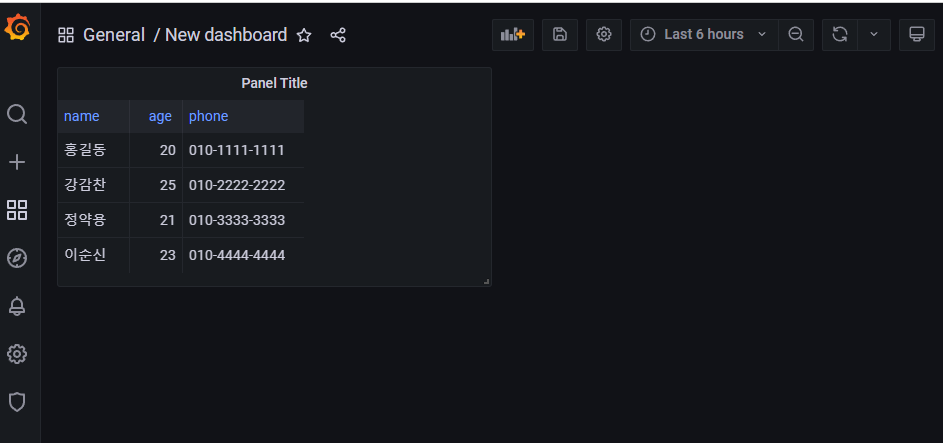 General / New dashboard
Last 6 hours
Panel Title
name age phone
홍길동 20 010-1111-1111
강감찬 25 010-2222-2222
정약용 21 010-3333-3333
이순신 23 010-4444-4444